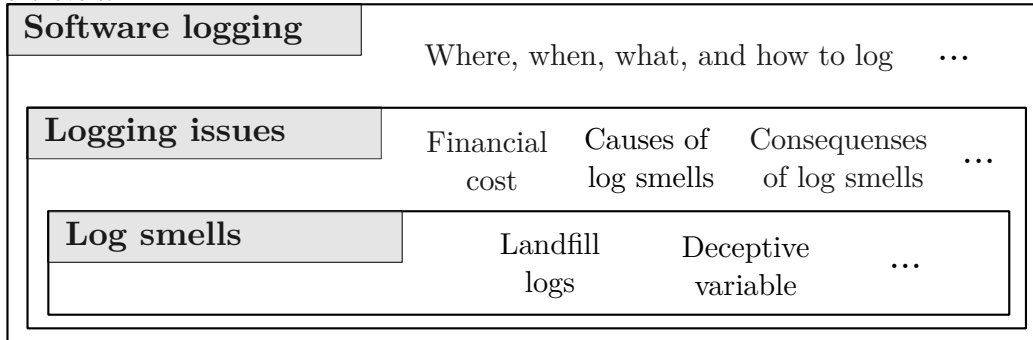 Software logging
Where, when, what, and how to log ...
Logging issues
Financial cost
Causes of log smells
Consequenses of log smells
...
Log smells
Landfill logs
Deceptive variable
...